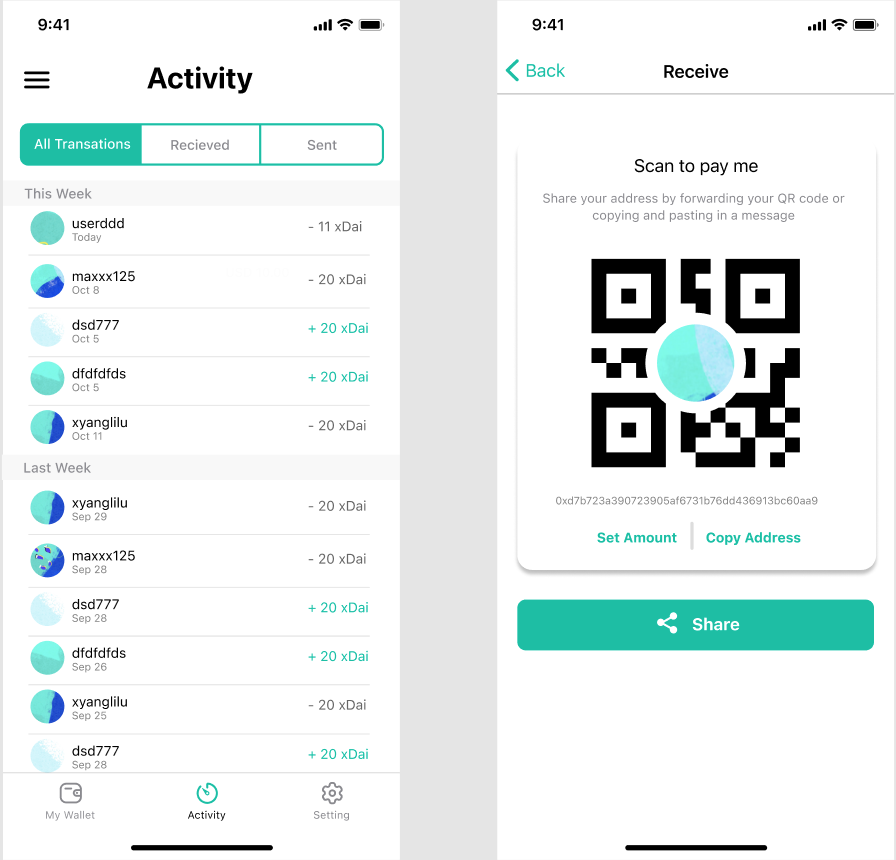 9:41
Activity
All Transations
Recieved
Sent
This Week
userddd
- 11 xDai
Today
maxxx125
- 20 xDai
Oct 8
dsd777
+ 20 xDai
Oct 5
dfdfdfds
+ 20 xDai
Oct 5
xyanglilu
- 20 xDai
Oct 11
Last Week
xyanglilu
- 20 xDai
Sep 29
maxxx125
- 20 xDai
Sep 28
dsd777
+ 20 xDai
Sep 28
dfdfdfds
+ 20 xDai
Sep 26
xyanglilu
- 20 xDai
Sep 25
dsd777
+ 20 xDai
Sep 28
My Wallet
Activity
Setting
9:41
Back
Receive
Scan to pay me
Share your address by forwarding your QR code or
copying and pasting in a message
0xd7b723a390723905af6731b76dd436913bc60aa9
Set Amount
Copy Address
Share